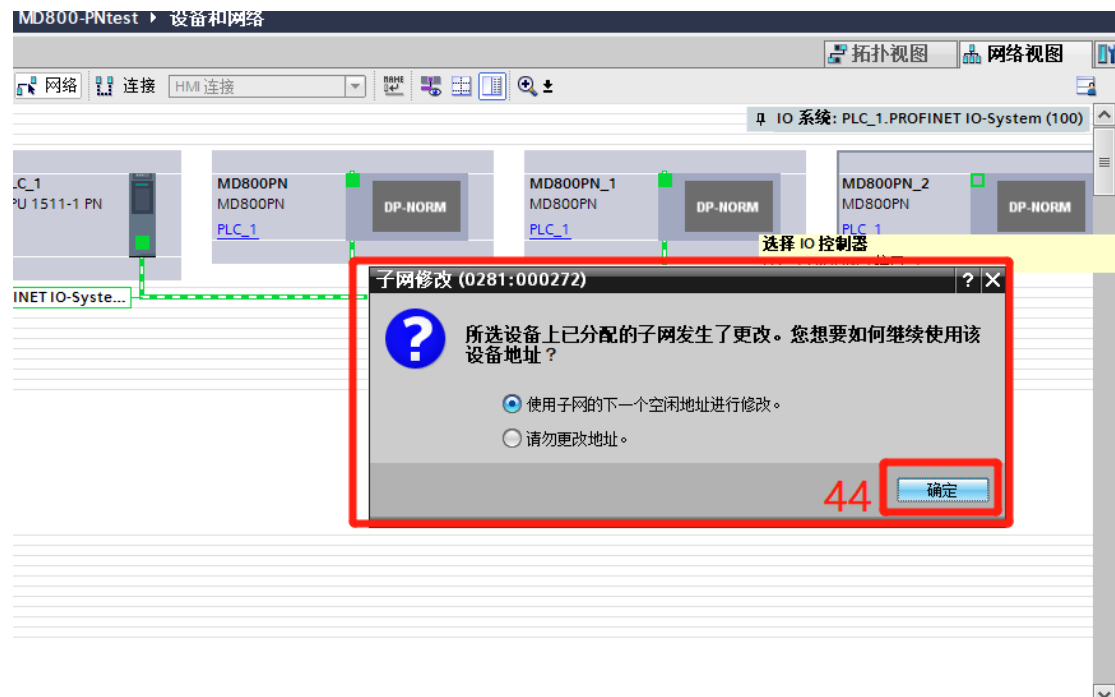 MD800-PNtest ▸ 设备和网络
拓扑视图 网络视图
网络 连接 HMI 连接
IO 系统: PLC_1.PROFINET IO-System (100)
LC_1 MD800PN MD800PN_1 MD800PN_2
PU 1511-1 PN MD800PN MD800PN MD800PN
DP-NORM DP-NORM DP-NORM
PLC_1 PLC_1 PLC_1
选择 IO 控制器
INET IO-Syste...
子网修改 (0281:000272)
所选设备上已分配的子网发生了更改。您想要如何继续使用该
设备地址？
使用子网的下一个空闲地址进行修改。
请勿更改地址。
44 确定